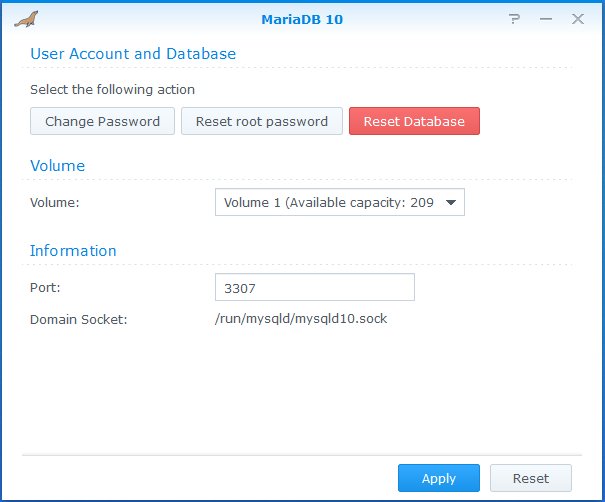 MariaDB 10
User Account and Database
Select the following action
Change Password Reset root password Reset Database
Volume
Volume: Volume 1 (Available capacity: 209
Information
Port: 3307
Domain Socket: /run/mysqld/mysqld10.sock
Apply Reset